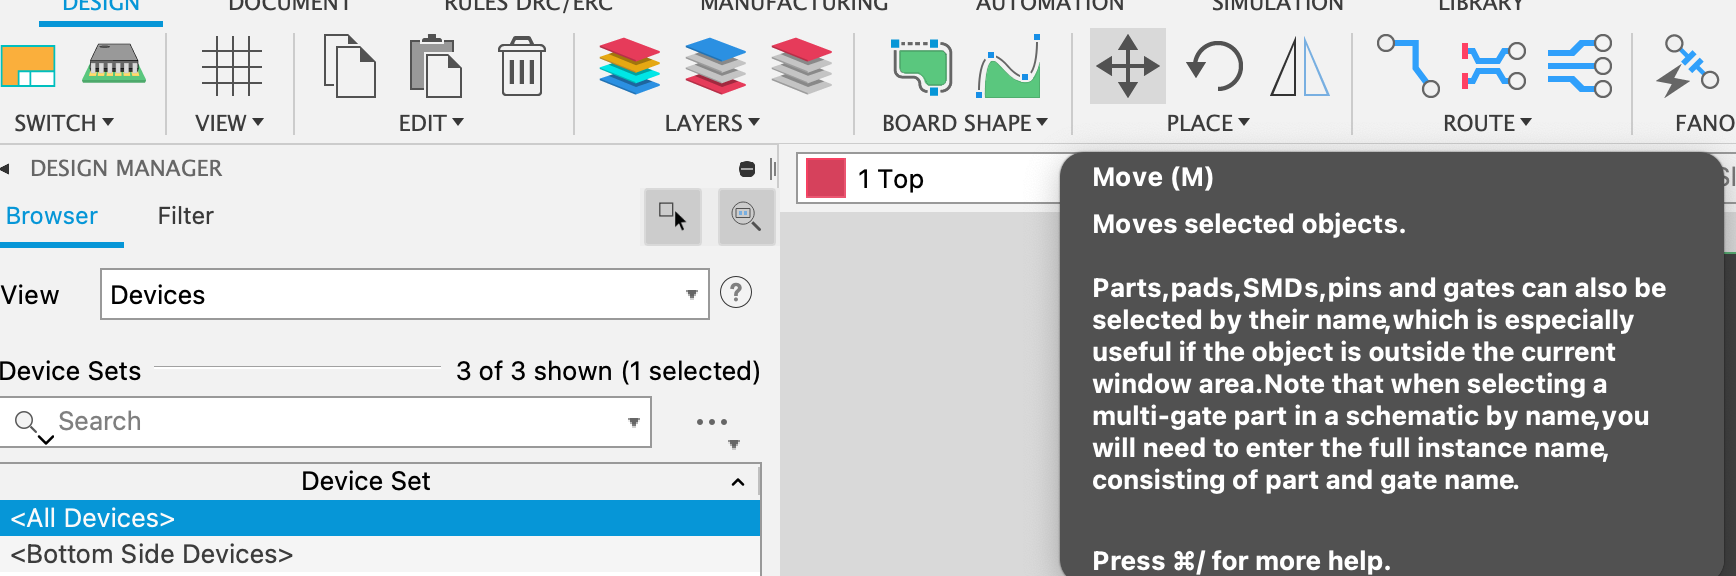 DESIGN DOCUMENT RULES DRC/ERC MANUFACTURING AUTOMATION SIMULATION LIBRARY
SWITCH VIEW EDIT LAYERS BOARD SHAPE PLACE ROUTE FANO
DESIGN MANAGER
Browser Filter
View Devices ?
Device Sets 3 of 3 shown (1 selected)
Search
Device Set
<All Devices>
<Bottom Side Devices>
1 Top
Move (M)
Moves selected objects.
Parts,pads,SMDs,pins and gates can also be
selected by their name,which is especially
useful if the object is outside the current
window area.Note that when selecting a
multi-gate part in a schematic by name,you
will need to enter the full instance name,
consisting of part and gate name.
Press ⌘/ for more help.